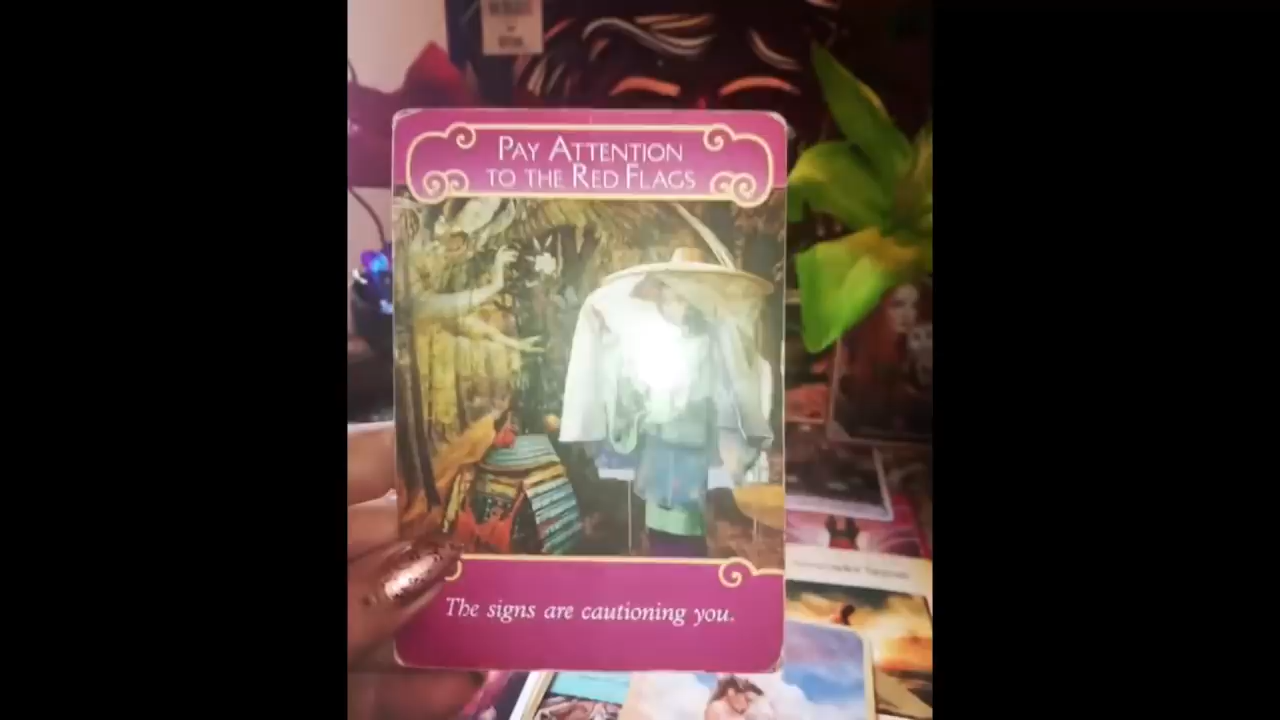 PAY ATTENTION
TO THE RED FLAGS
The signs are cautioning you.